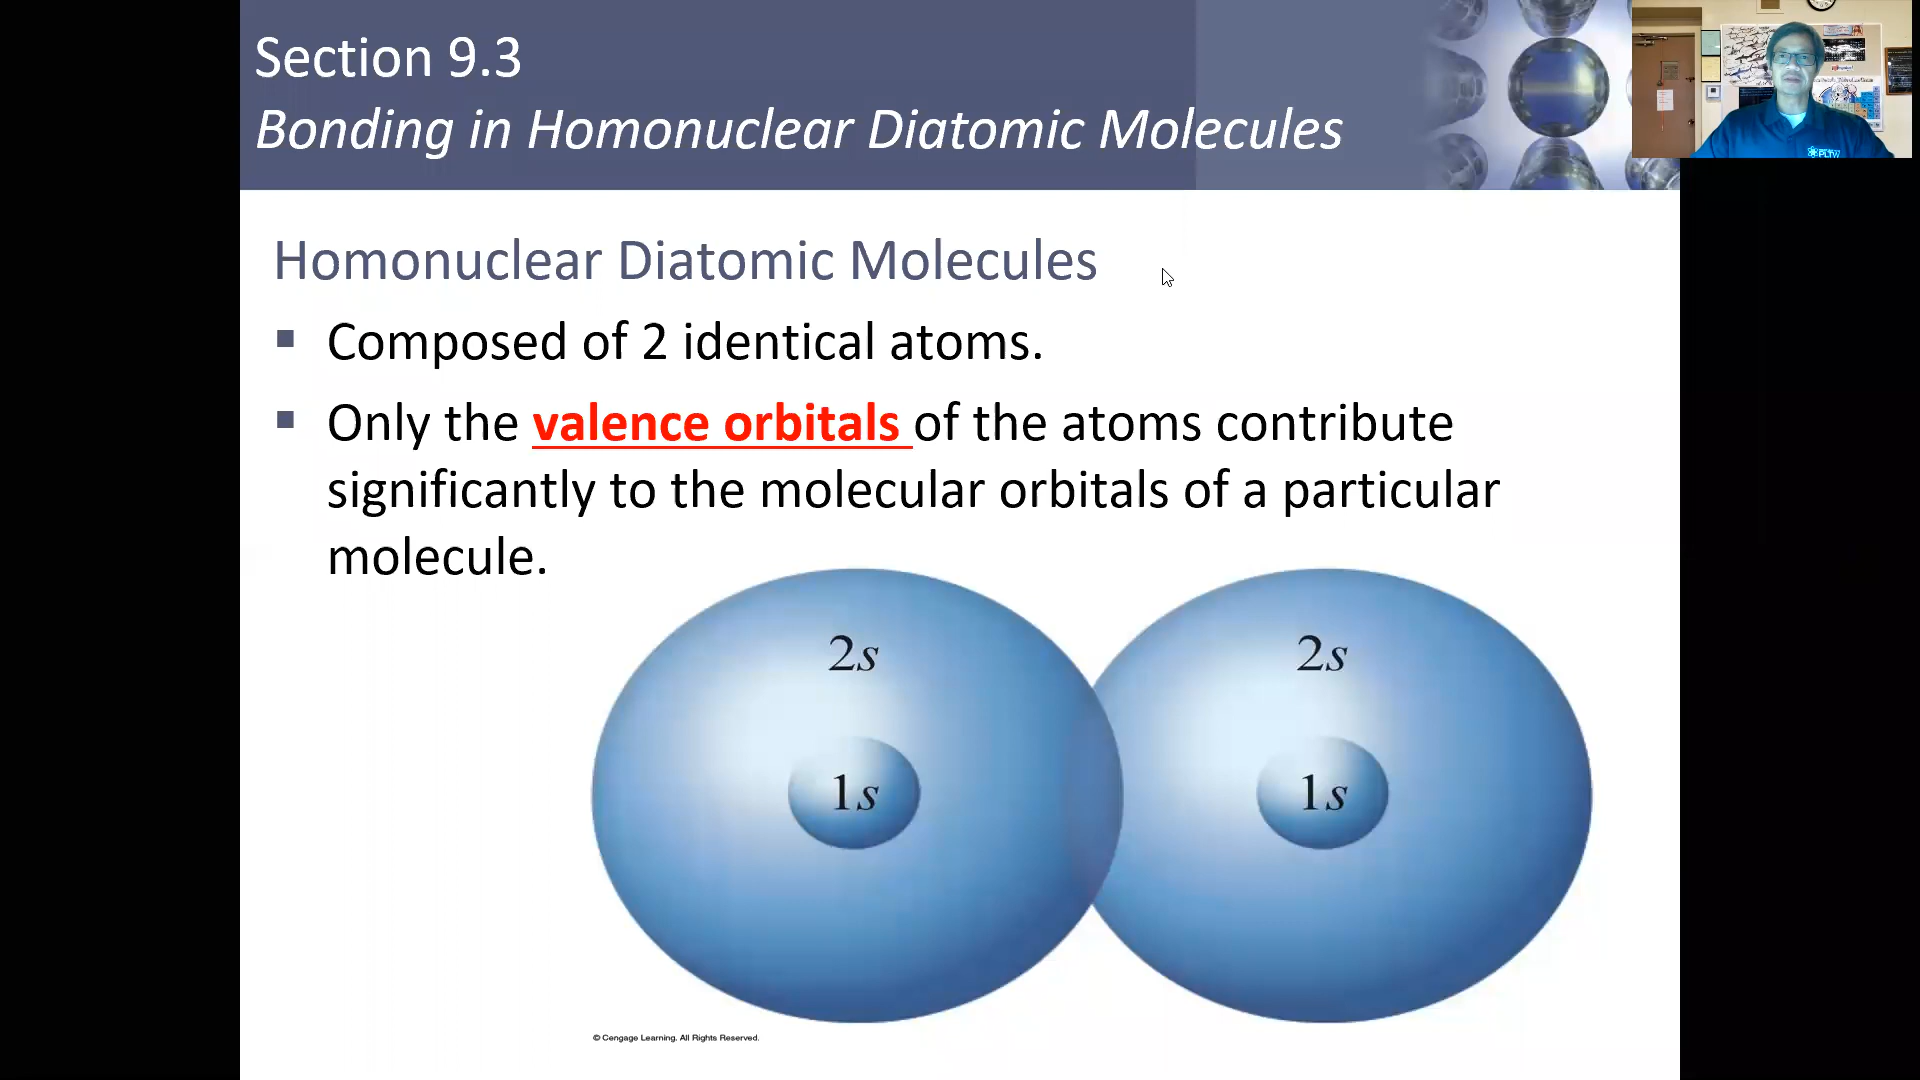 Section 9.3
Bonding in Homonuclear Diatomic Molecules
Homonuclear Diatomic Molecules
Composed of 2 identical atoms.
Only the valence orbitals of the atoms contribute
significantly to the molecular orbitals of a particular
molecule.
2s
2s
1s
1s
© Cengage Learning. All Rights Reserved.
PLTW